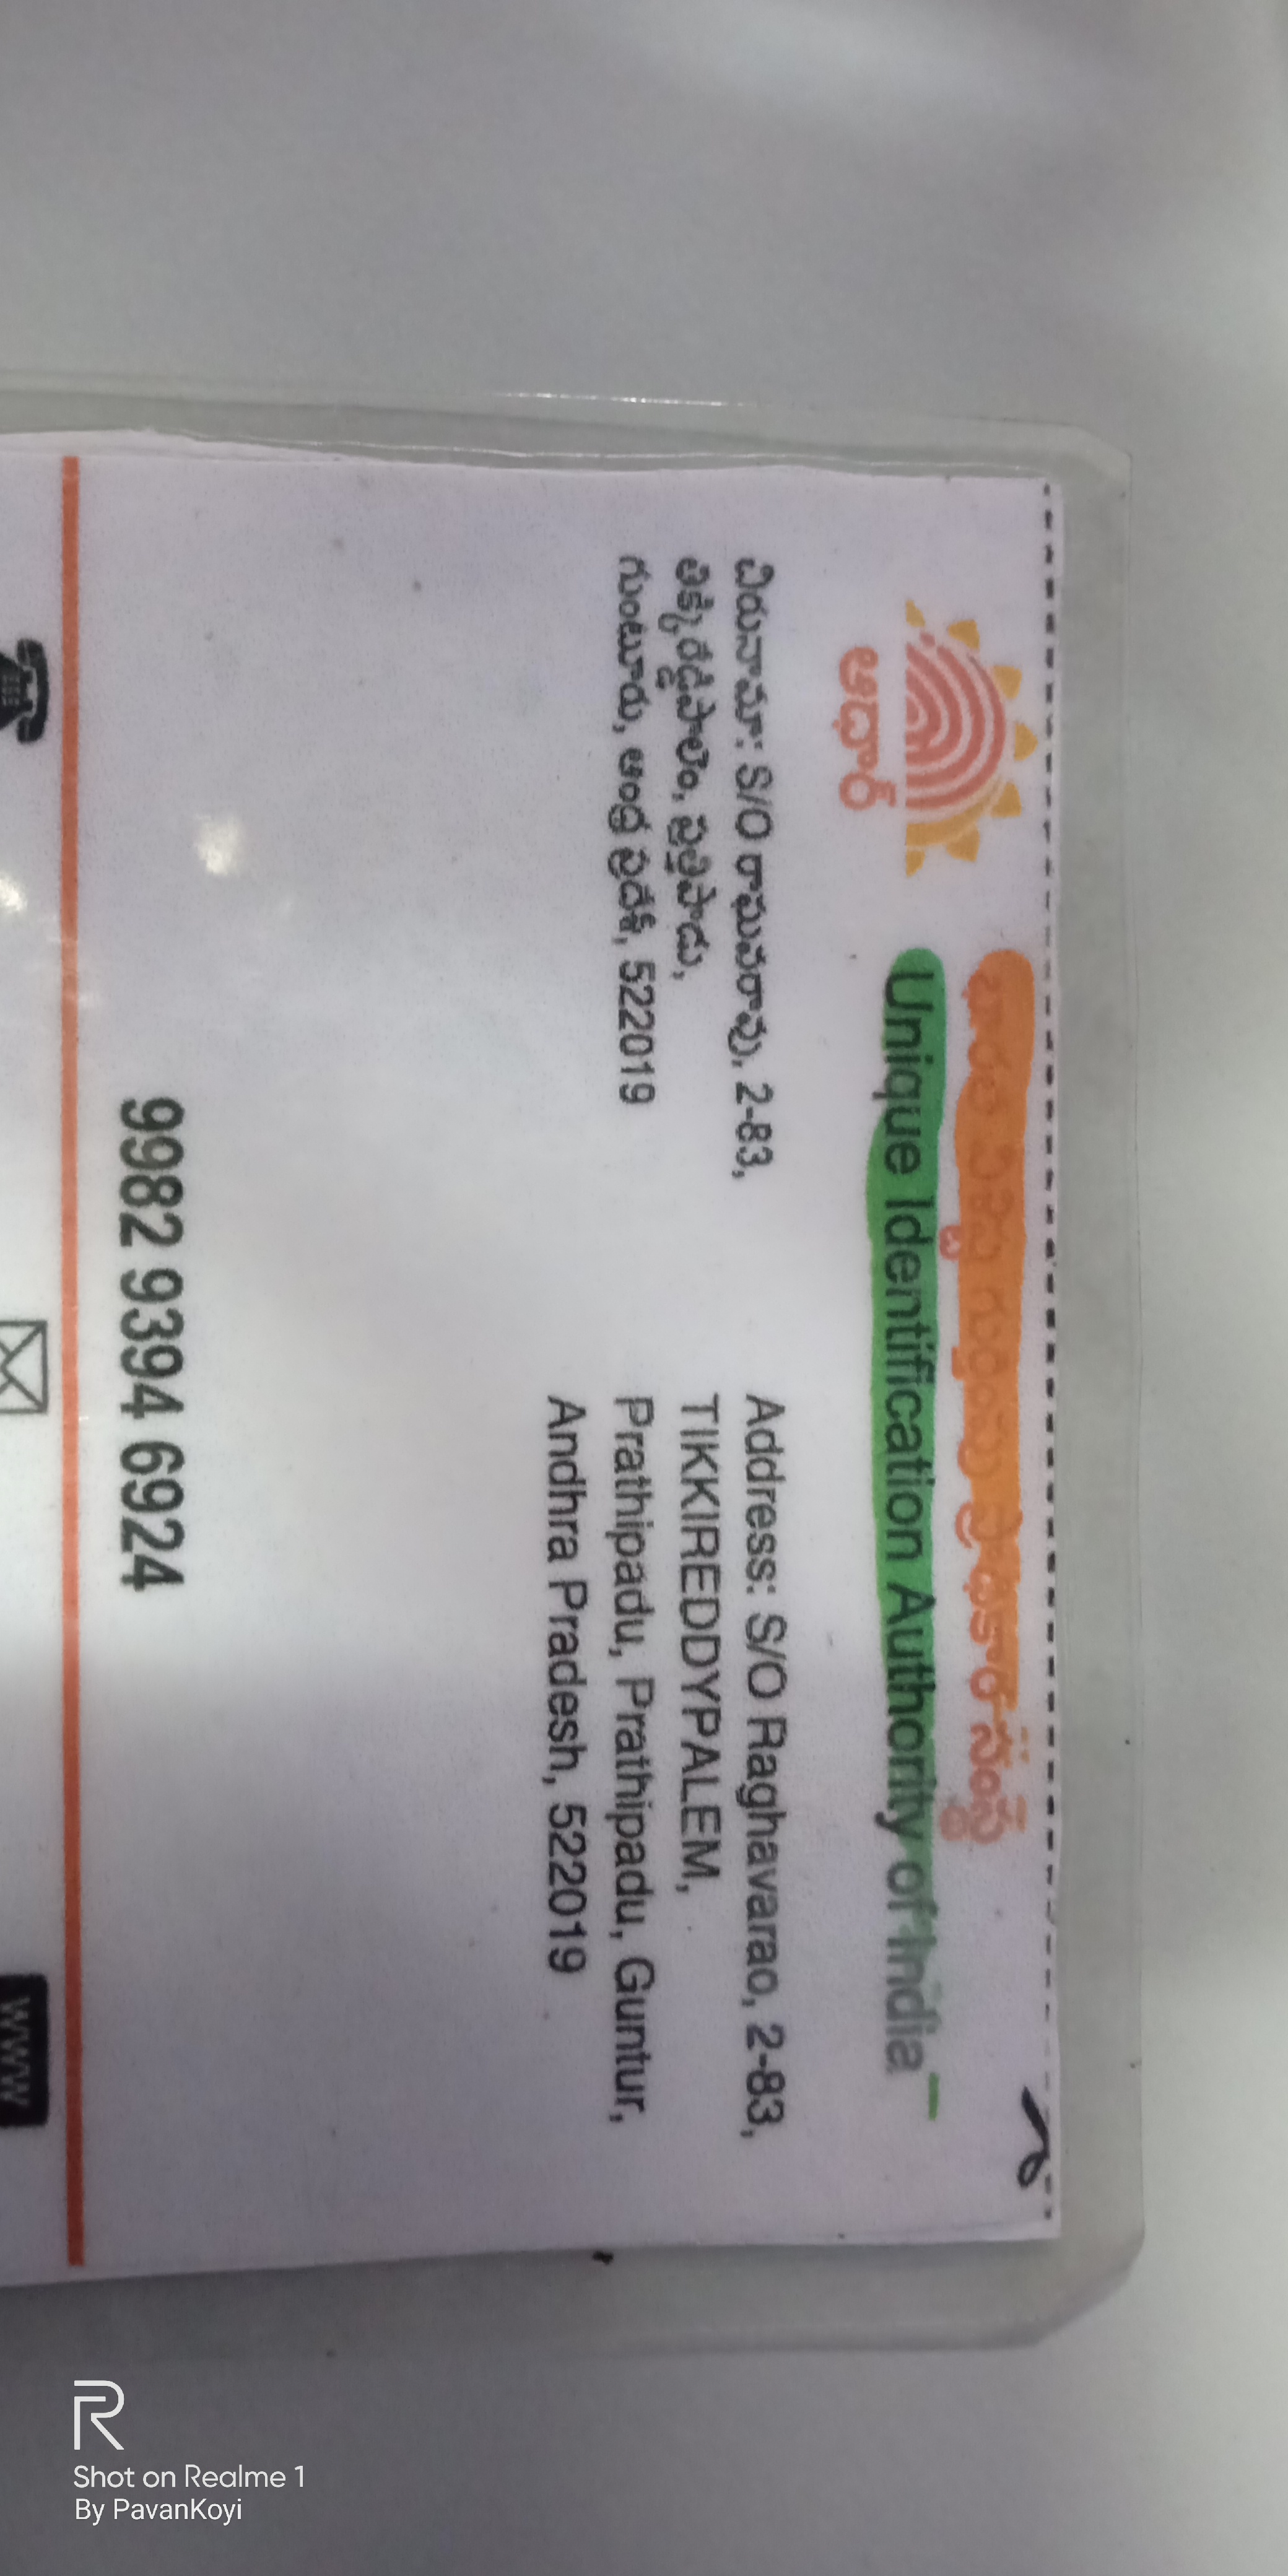 భారత విశిష్ట గుర్తింపు ప్రాధికార సంస్థ
Unique Identification Authority of India
ఆధార్
చిరునామా: S/O రాఘవరావు, 2-83,
తిక్కిరెడ్డిపాలెం, ప్రత్తిపాడు,
గుంటూరు, ఆంధ్ర ప్రదేశ్, 522019
Address: S/O Raghavarao, 2-83,
TIKKIREDDYPALEM,
Prathipadu, Prathipadu, Guntur,
Andhra Pradesh, 522019
9982 9394 6924
www
Shot on Realme 1
By PavanKoyi